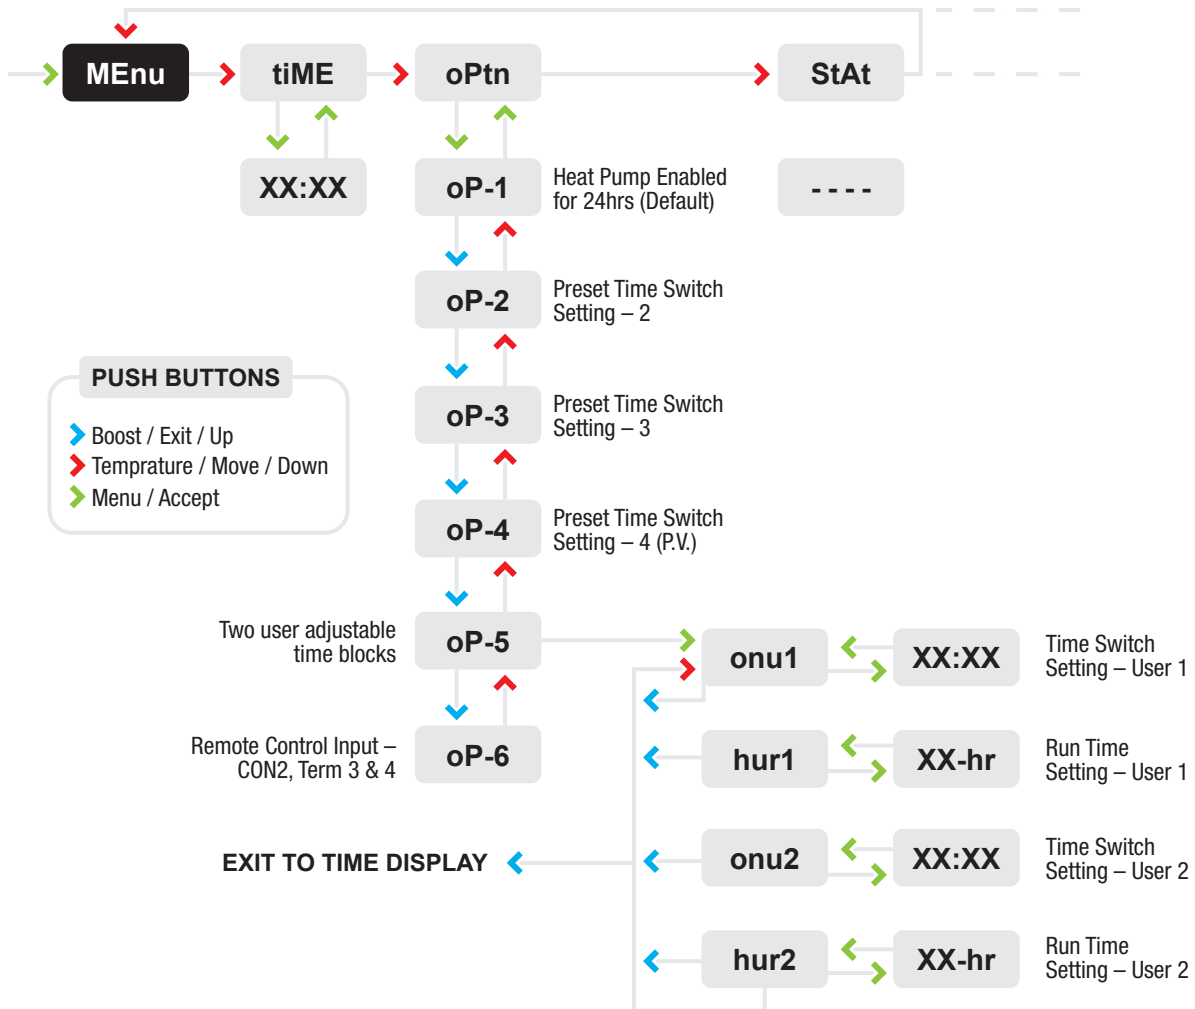 MEnu
tiME
oPtn
StAt
XX:XX
oP-1
Heat Pump Enabled
for 24hrs (Default)
- - - -
oP-2
Preset Time Switch
Setting – 2
PUSH BUTTONS
Boost / Exit / Up
Temprature / Move / Down
Menu / Accept
oP-3
Preset Time Switch
Setting – 3
oP-4
Preset Time Switch
Setting – 4 (P.V.)
Two user adjustable
time blocks
oP-5
onu1
XX:XX
Time Switch
Setting – User 1
Remote Control Input –
CON2, Term 3 & 4
oP-6
hur1
XX-hr
Run Time
Setting – User 1
EXIT TO TIME DISPLAY
onu2
XX:XX
Time Switch
Setting – User 2
hur2
XX-hr
Run Time
Setting – User 2